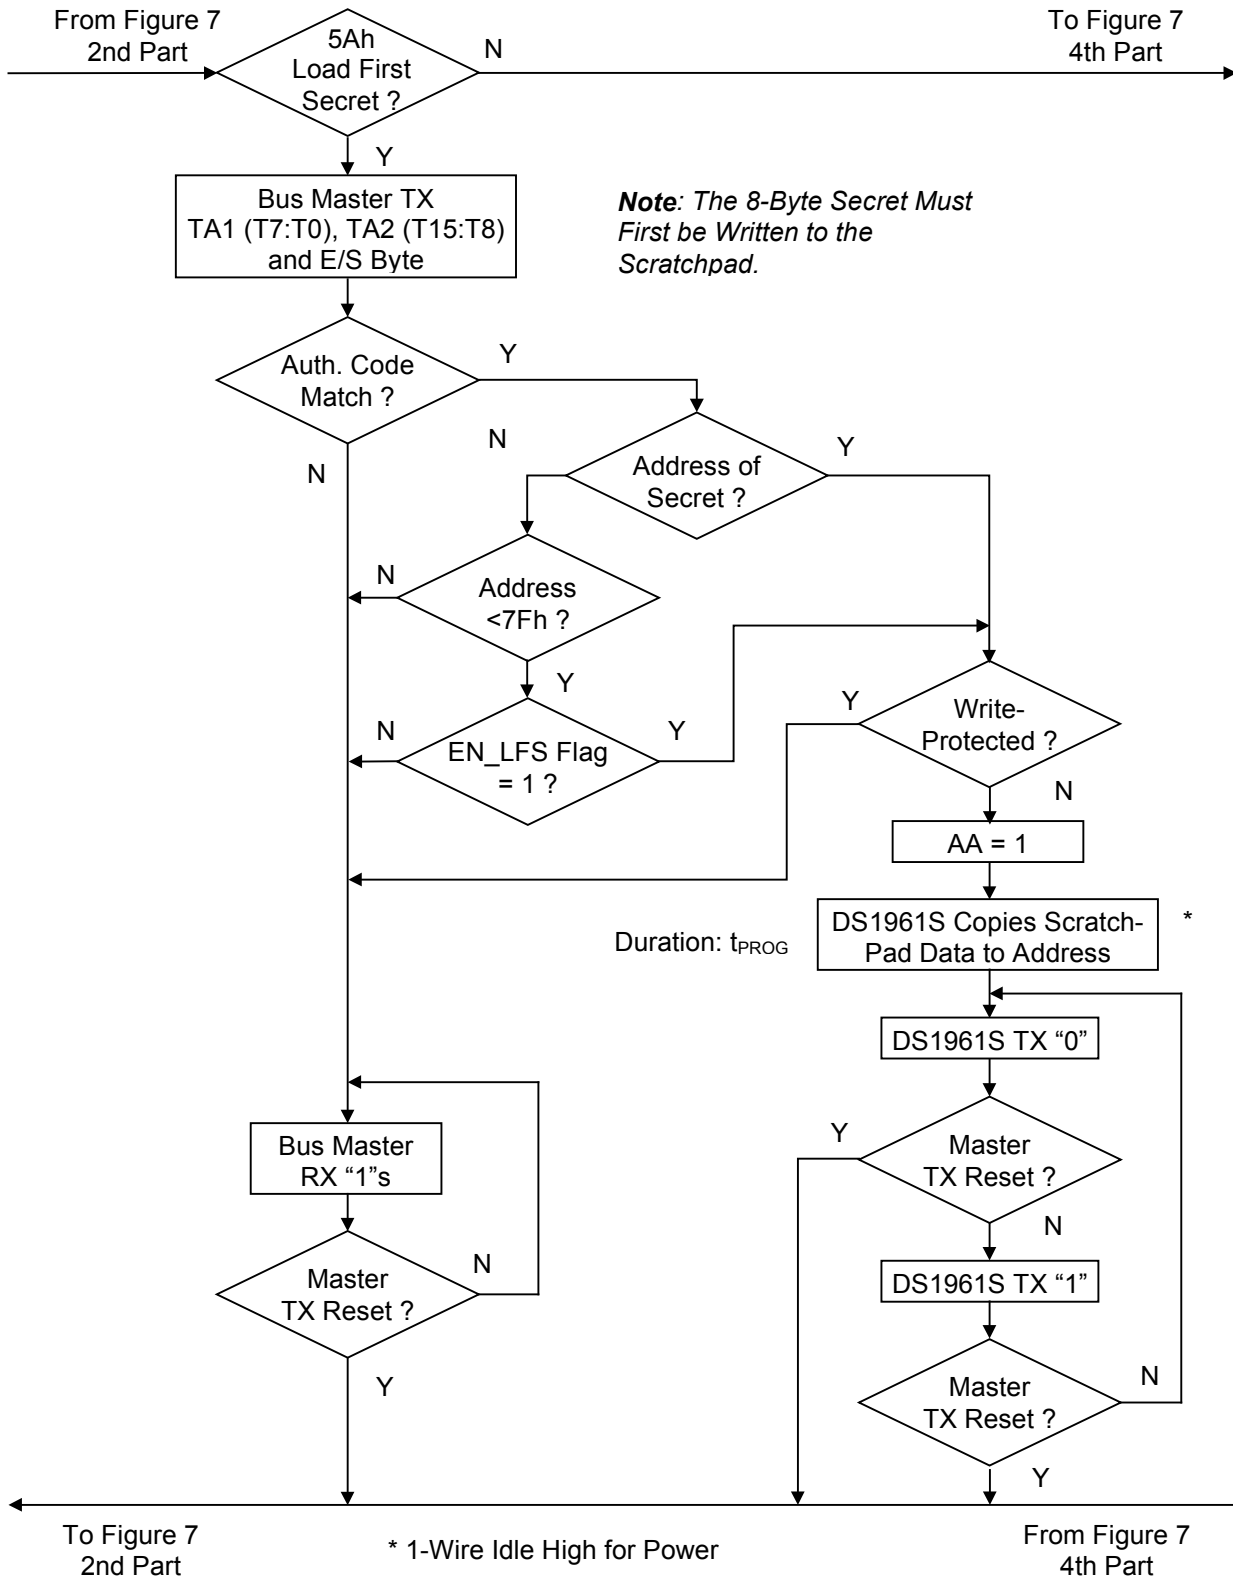 From Figure 7
2nd Part
5Ah
Load First
Secret ?
N
To Figure 7
4th Part
Y
Bus Master TX
TA1 (T7:T0), TA2 (T15:T8)
and E/S Byte
Note: The 8-Byte Secret Must
First be Written to the
Scratchpad.
Auth. Code
Match ?
Y
N
N
Address of
Secret ?
Y
N
Address
<7Fh ?
Y
N
EN_LFS Flag
= 1 ?
Y
Y
Write-
Protected ?
N
AA = 1
Duration: tPROG
DS1961S Copies Scratch-
Pad Data to Address
*
DS1961S TX “0”
Bus Master
RX “1”s
Y
Master
TX Reset ?
N
Master
TX Reset ?
N
Y
DS1961S TX “1”
Master
TX Reset ?
N
Y
To Figure 7
2nd Part
* 1-Wire Idle High for Power
From Figure 7
4th Part